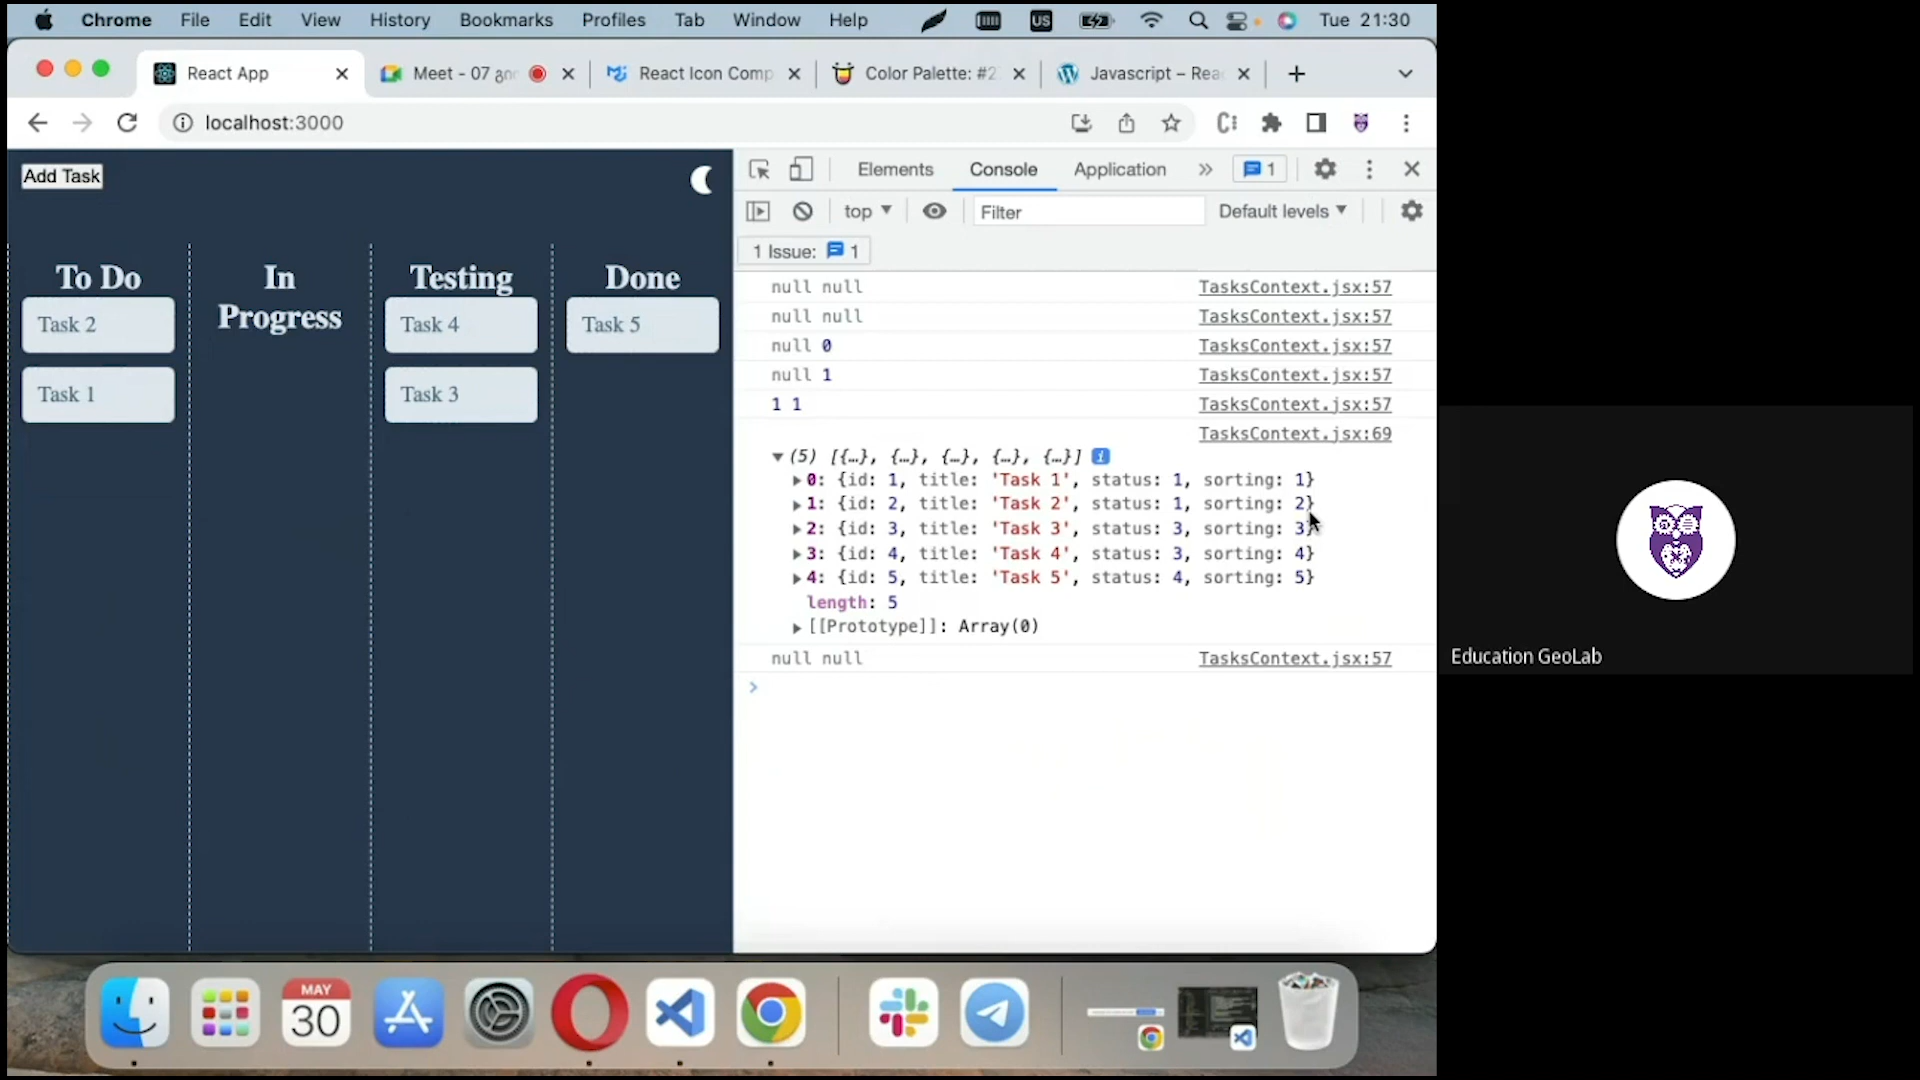 Chrome File Edit View History Bookmarks Profiles Tab Window Help US Tue 21:30
React App Meet - 07 React Icon Comp Color Palette: #2 Javascript – Rea
localhost:3000
Add Task
To Do
Task 2
Task 1
In
Progress
Testing
Task 4
Task 3
Done
Task 5
Elements Console Application 1
top Filter Default levels
1 Issue: 1
null null TasksContext.jsx:57
null null TasksContext.jsx:57
null 0 TasksContext.jsx:57
null 1 TasksContext.jsx:57
1 1 TasksContext.jsx:57
TasksContext.jsx:69
(5) [{…}, {…}, {…}, {…}, {…}]
0: {id: 1, title: 'Task 1', status: 1, sorting: 1}
1: {id: 2, title: 'Task 2', status: 1, sorting: 2}
2: {id: 3, title: 'Task 3', status: 3, sorting: 3}
3: {id: 4, title: 'Task 4', status: 3, sorting: 4}
4: {id: 5, title: 'Task 5', status: 4, sorting: 5}
length: 5
[[Prototype]]: Array(0)
null null TasksContext.jsx:57
Education GeoLab
MAY
30